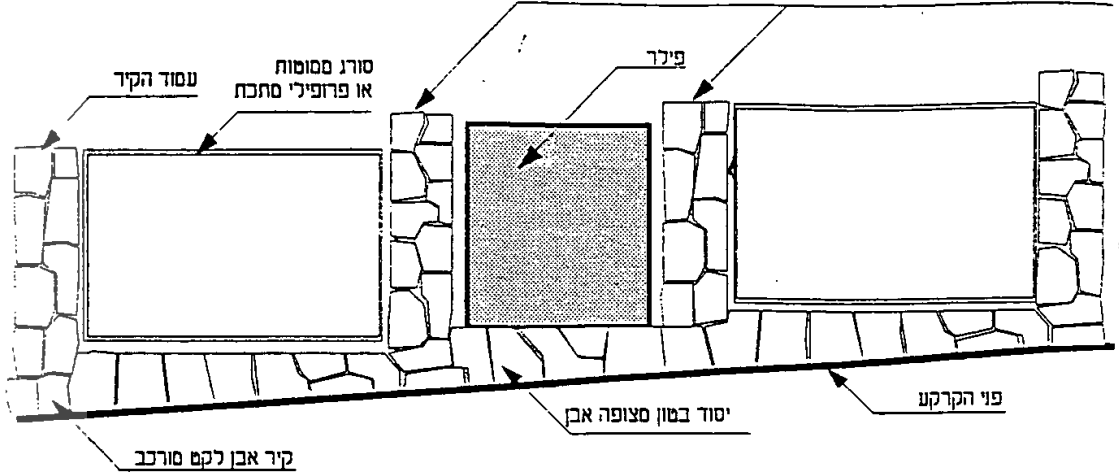 פילר
סורג ממוטות
או פרופילי מתכת
עמוד הקיר
פני הקרקע
יסוד בטון מצופה אבן
קיר אבן לקט מורכב